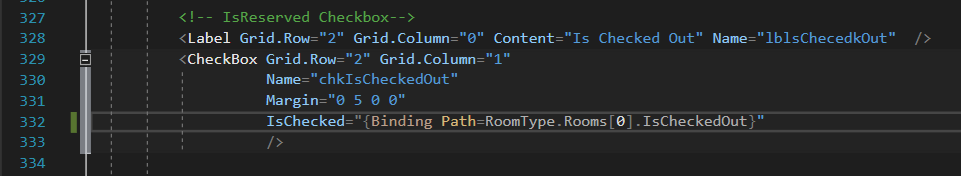 327 <!-- IsReserved Checkbox-->
328 <Label Grid.Row="2" Grid.Column="0" Content="Is Checked Out" Name="lblsChecedkOut"  />
329 <CheckBox Grid.Row="2" Grid.Column="1"
330 Name="chkIsCheckedOut"
331 Margin="0 5 0 0"
332 IsChecked="{Binding Path=RoomType.Rooms[0].IsCheckedOut}"
333 />
334